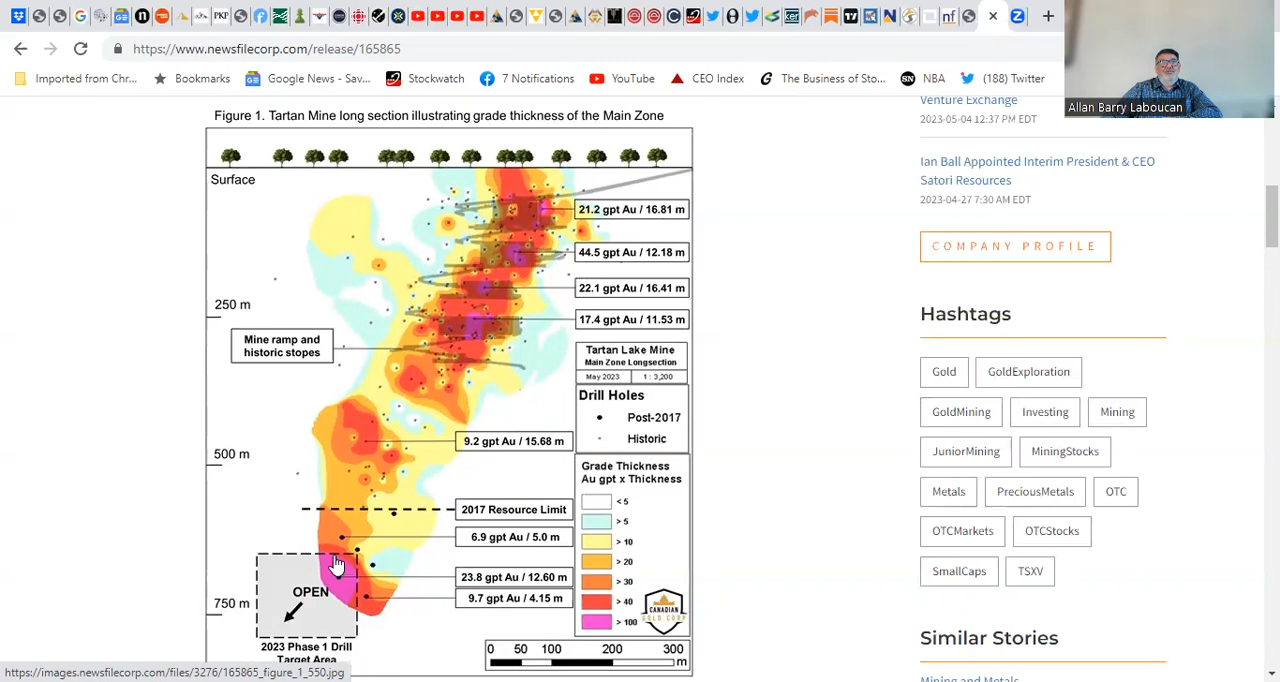 https://www.newsfilecorp.com/release/165865
Imported from Chr...
Bookmarks
Google News - Sav...
Stockwatch
7 Notifications
YouTube
CEO Index
The Business of Sto...
NBA
(188) Twitter
Allan Barry Laboucan
Figure 1. Tartan Mine long section illustrating grade thickness of the Main Zone
Surface
21.2 gpt Au / 16.81 m
44.5 gpt Au / 12.18 m
22.1 gpt Au / 16.41 m
250 m
17.4 gpt Au / 11.53 m
Mine ramp and
historic stopes
Tartan Lake Mine
Main Zone Longsection
May 2023
1 : 3,200
Drill Holes
Post-2017
Historic
9.2 gpt Au / 15.68 m
500 m
Grade Thickness
Au gpt x Thickness
< 5
> 5
> 10
> 20
> 30
> 40
> 100
2017 Resource Limit
6.9 gpt Au / 5.0 m
23.8 gpt Au / 12.60 m
9.7 gpt Au / 4.15 m
OPEN
750 m
CANADIAN
GOLD CORP
2023 Phase 1 Drill
Target Area
0 50 100 200 300
m
https://images.newsfilecorp.com/files/3276/165865_figure_1_550.jpg
Venture Exchange
2023-05-04 12:37 PM EDT
Ian Ball Appointed Interim President & CEO
Satori Resources
2023-04-27 7:30 AM EDT
COMPANY PROFILE
Hashtags
Gold
GoldExploration
GoldMining
Investing
Mining
JuniorMining
MiningStocks
Metals
PreciousMetals
OTC
OTCMarkets
OTCStocks
SmallCaps
TSXV
Similar Stories
Mining and Metals